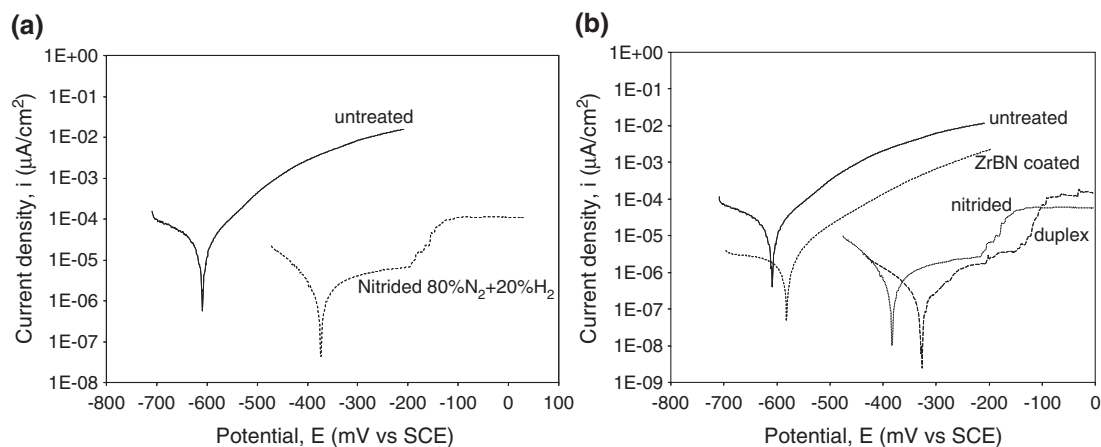 (a)
Current density, i (μA/cm²)
1E+00
1E-01
1E-02
1E-03
1E-04
1E-05
1E-06
1E-07
1E-08
untreated
Nitrided 80%N₂+20%H₂
-800 -700 -600 -500 -400 -300 -200 -100 0 100
Potential, E (mV vs SCE)
(b)
Current density, i (μA/cm²)
1E+00
1E-01
1E-02
1E-03
1E-04
1E-05
1E-06
1E-07
1E-08
1E-09
untreated
ZrBN coated
nitrided
duplex
-800 -700 -600 -500 -400 -300 -200 -100 0
Potential, E (mV vs SCE)